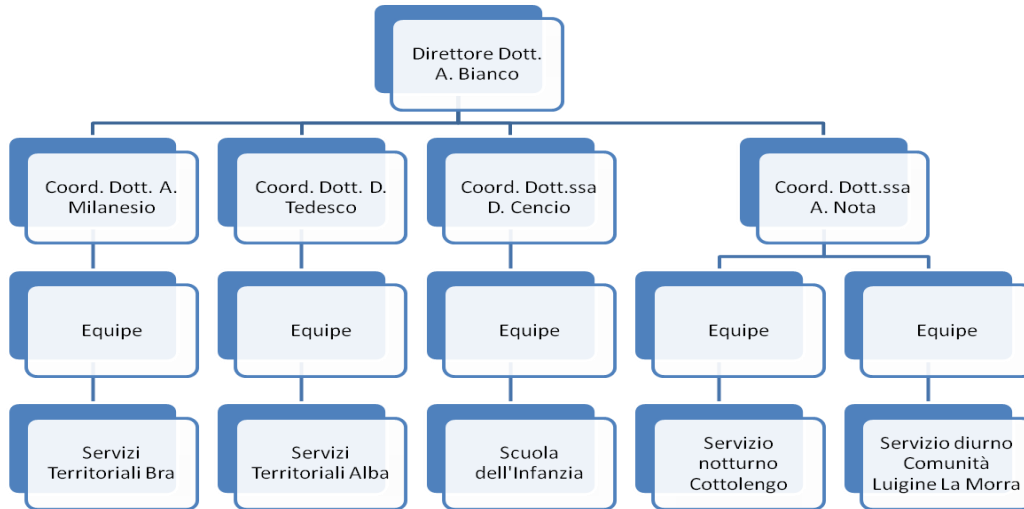 Direttore Dott.
A. Bianco
Coord. Dott. A.
Milanesio
Coord. Dott. D.
Tedesco
Coord. Dott.ssa
D. Cencio
Coord. Dott.ssa
A. Nota
Equipe
Equipe
Equipe
Equipe
Equipe
Servizi
Territoriali Bra
Servizi
Territoriali Alba
Scuola
dell'Infanzia
Servizio
notturno
Cottolengo
Servizio diurno
Comunità
Luigine La Morra